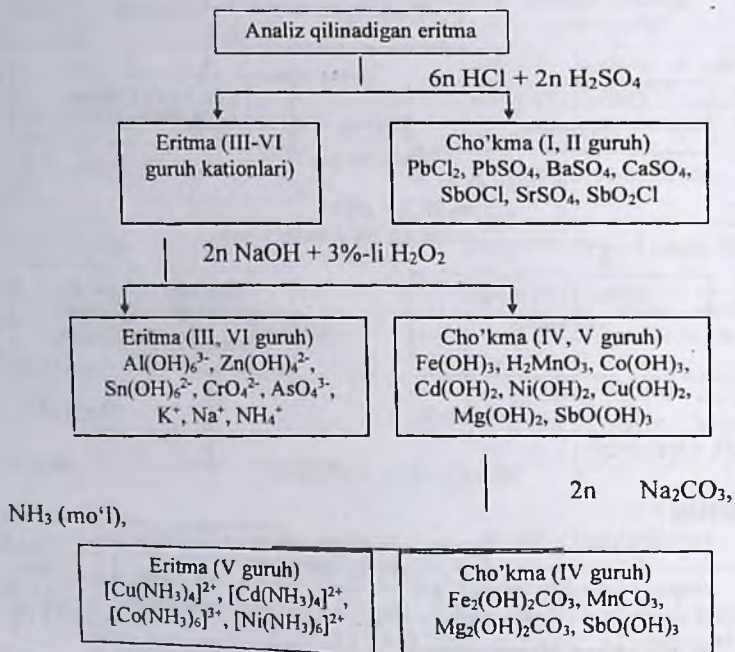 Analiz qilinadigan eritma
6n HCl + 2n H₂SO₄
Eritma (III-VI
guruh kationlari)
Cho'kma (I, II guruh)
PbCl₂, PbSO₄, BaSO₄, CaSO₄,
SbOCl, SrSO₄, SbO₂Cl
2n NaOH + 3%-li H₂O₂
Eritma (III, VI guruh)
Al(OH)₆³⁻, Zn(OH)₄²⁻,
Sn(OH)₆²⁻, CrO₄²⁻, AsO₄³⁻,
K⁺, Na⁺, NH₄⁺
Cho'kma (IV, V guruh)
Fe(OH)₃, H₂MnO₃, Co(OH)₃,
Cd(OH)₂, Ni(OH)₂, Cu(OH)₂,
Mg(OH)₂, SbO(OH)₃
2n Na₂CO₃,
NH₃ (mo‘l),
Eritma (V guruh)
[Cu(NH₃)₄]²⁺, [Cd(NH₃)₄]²⁺,
[Co(NH₃)₆]³⁺, [Ni(NH₃)₆]²⁺
Cho'kma (IV guruh)
Fe₂(OH)₂CO₃, MnCO₃,
Mg₂(OH)₂CO₃, SbO(OH)₃